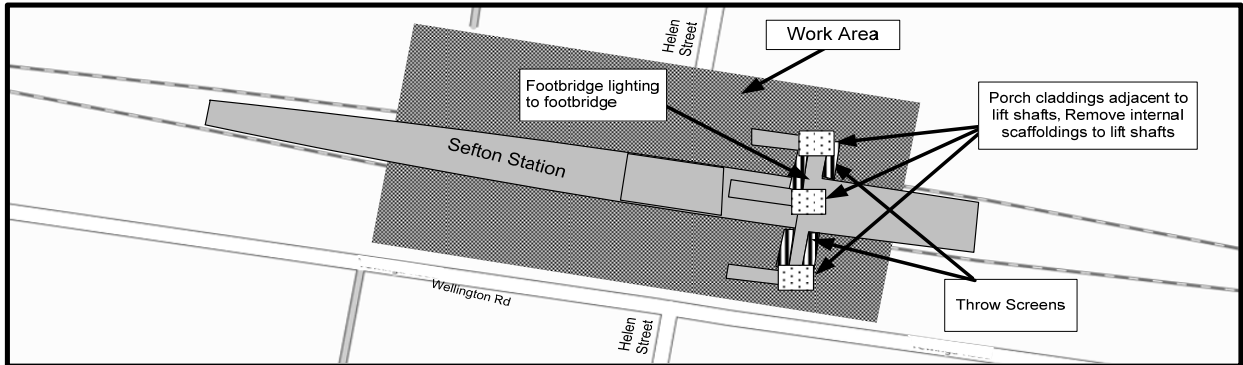 Helen
Street
Work Area
Footbridge lighting
to footbridge
Porch claddings adjacent to
lift shafts, Remove internal
scaffoldings to lift shafts
Sefton Station
Wellington Rd
Helen
Street
Throw Screens